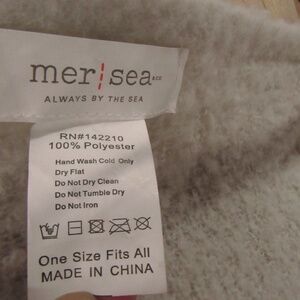 mer|sea &CO
ALWAYS BY THE SEA
RN#142210
100% Polyester
Hand Wash Cold Only
Dry Flat
Do Not Dry Clean
Do Not Tumble Dry
Do Not Iron
One Size Fits All
MADE IN CHINA